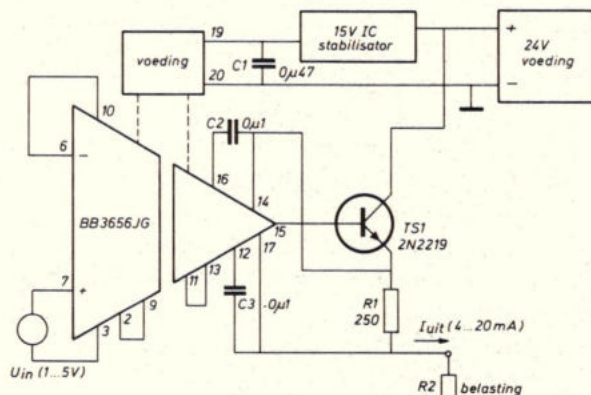 19
15V IC
stabilisator
+
24V
voeding
-
voeding
20
C1
0µ47
10
C2
0µ1
6
-
16
14
BB3656JG
15
TS1
2N2219
12
17
7
+
11
13
C3
0µ1
R1
250
Iuit (4...20mA)
9
2
3
Uin (1...5V)
R2
belasting